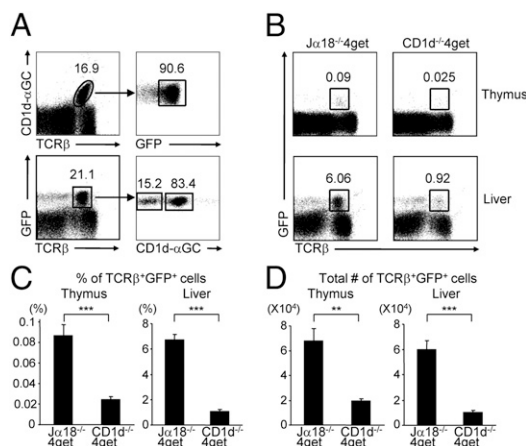 A
16.9
90.6
CD1d-αGC
TCRβ
GFP
21.1
15.2 83.4
GFP
TCRβ
CD1d-αGC
B
Jα18-/-4get CD1d-/-4get
0.09
0.025
Thymus
6.06
0.92
Liver
GFP
TCRβ
C
% of TCRβ+GFP+ cells
(%) Thymus
***
0.1
0.08
0.06
0.04
0.02
0
Jα18-/- CD1d-/-
4get 4get
(%) Liver
***
8
6
4
2
0
Jα18-/- CD1d-/-
4get 4get
D
Total # of TCRβ+GFP+ cells
(X10⁴) Thymus
**
8
6
4
2
0
Jα18-/- CD1d-/-
4get 4get
(X10⁴) Liver
***
8
6
4
2
0
Jα18-/- CD1d-/-
4get 4get